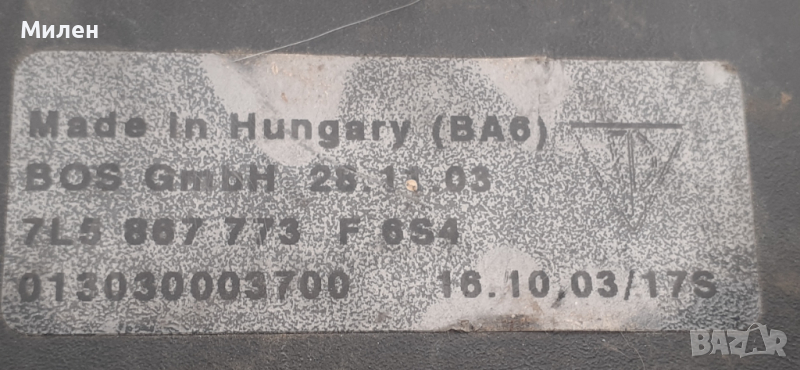 Милен
Made in Hungary (BA6)
BOS GmbH 28.11.03
7L5 867 773 F 6S4
013030003700 16.10,03/17S
BAZAR